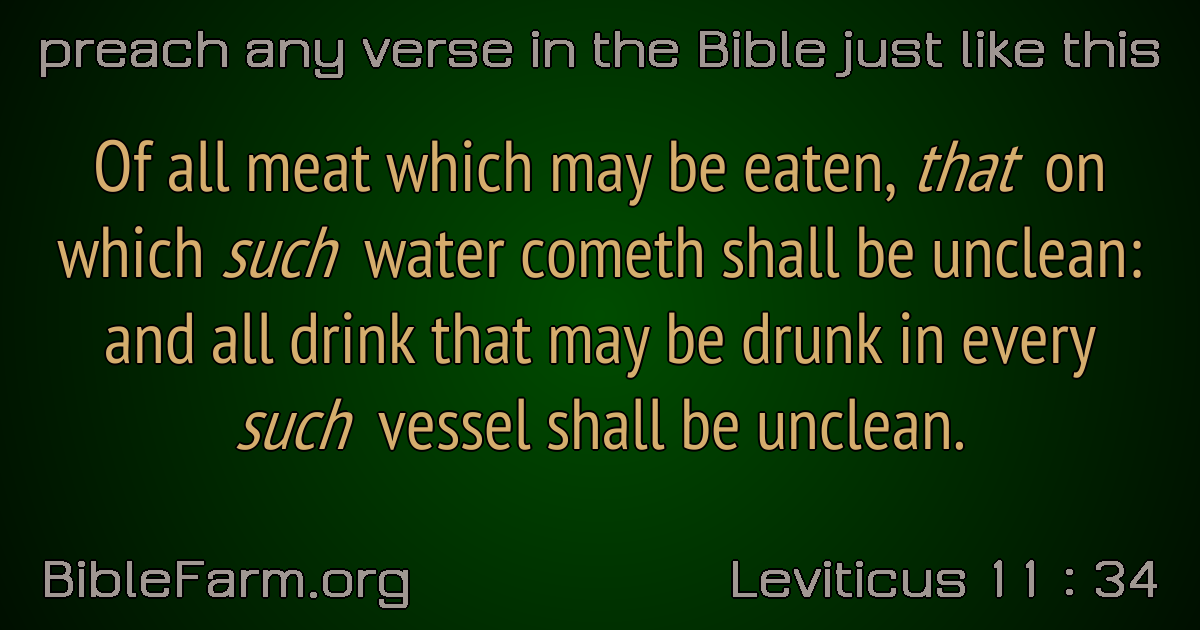 preach any verse in the Bible just like this
Of all meat which may be eaten, that on
which such water cometh shall be unclean:
and all drink that may be drunk in every
such vessel shall be unclean.
BibleFarm.org
Leviticus 11 : 34